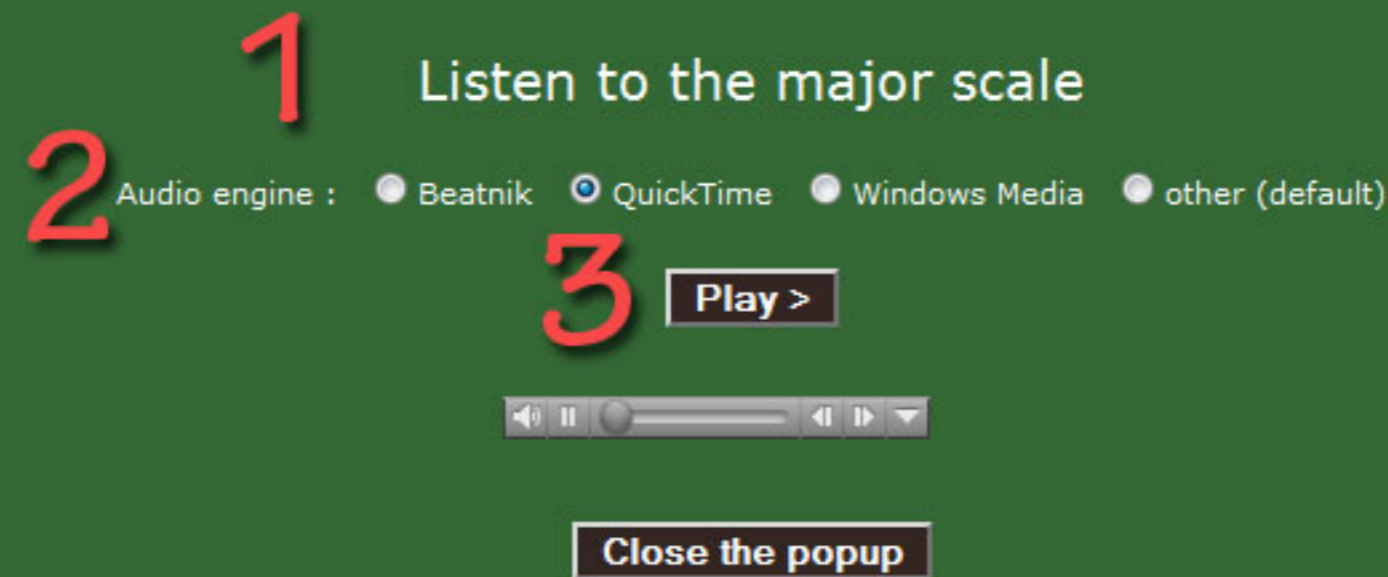 1 Listen to the major scale
2 Audio engine : Beatnik QuickTime Windows Media other (default)
3 Play >
Close the popup